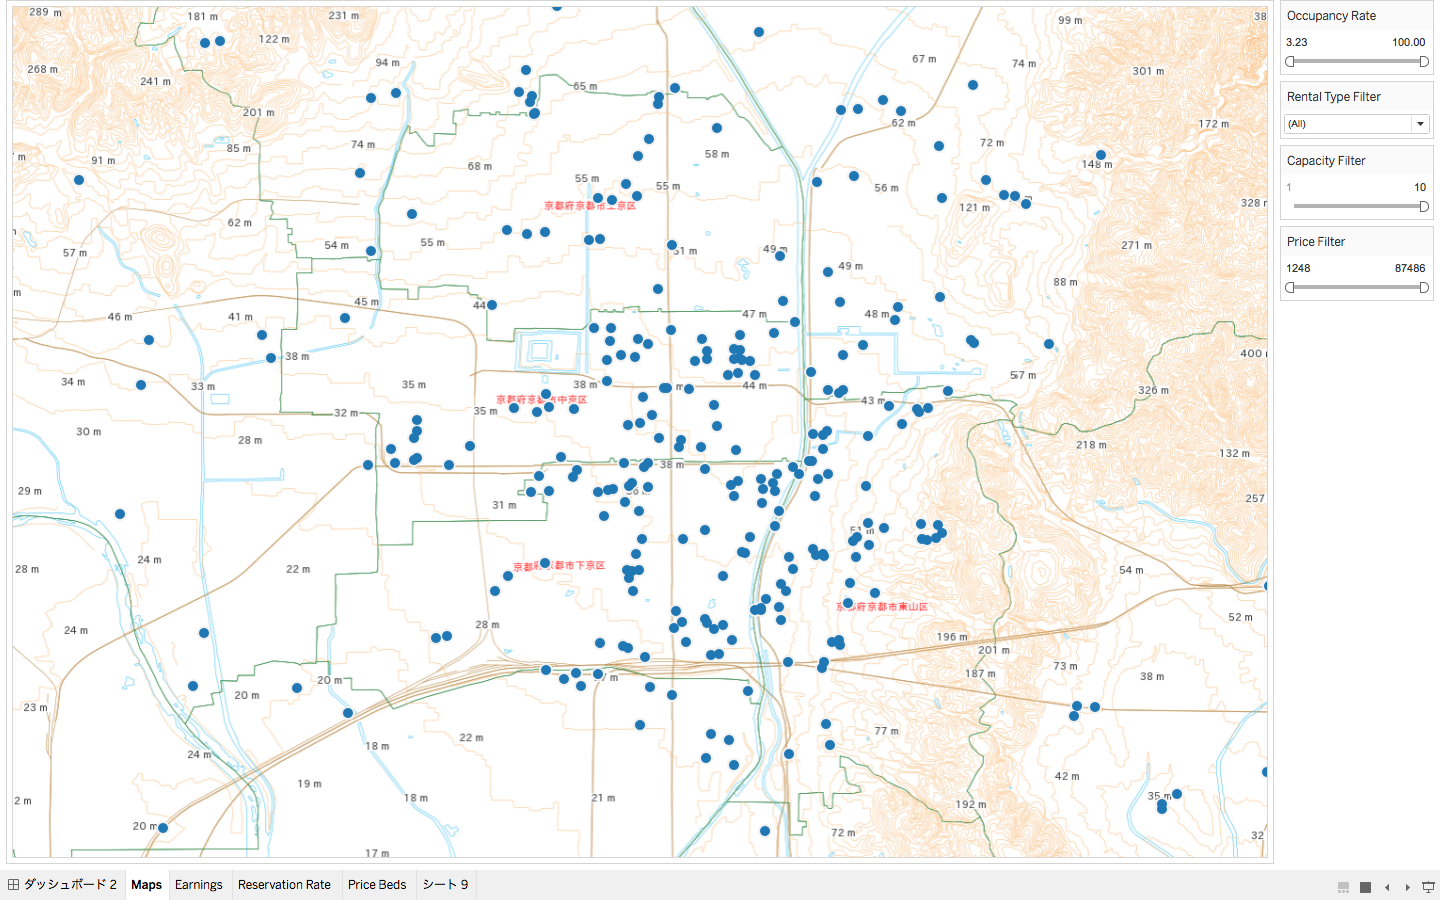 289 m
181 m
231 m
122 m
99 m
38
67 m
74 m
94 m
268 m
241 m
301 m
65 m
201 m
62 m
172 m
85 m
74 m
72 m
58 m
91 m
68 m
148 m
55 m
55 m
56 m
京都府京都市上京区
121 m
328 m
62 m
54 m
55 m
271 m
57 m
49 m
51 m
49 m
88 m
45 m
44
46 m
41 m
47 m
48 m
38 m
400 m
57 m
34 m
33 m
35 m
38 m
44 m
326 m
京都府京都市中京区
43 m
32 m
35 m
30 m
28 m
218 m
132 m
38 m
29 m
31 m
257
51 m
24 m
28 m
22 m
京都府京都市下京区
54 m
京都府京都市東山区
52 m
24 m
28 m
196 m
201 m
73 m
187 m
38 m
20 m
20 m
23 m
22 m
77 m
18 m
24 m
42 m
19 m
18 m
21 m
35 m
2 m
192 m
20 m
72 m
32
17 m
Occupancy Rate
3.23 100.00
Rental Type Filter
(All)
Capacity Filter
1 10
Price Filter
1248 87486
ダッシュボード 2 Maps Earnings Reservation Rate Price Beds シート 9